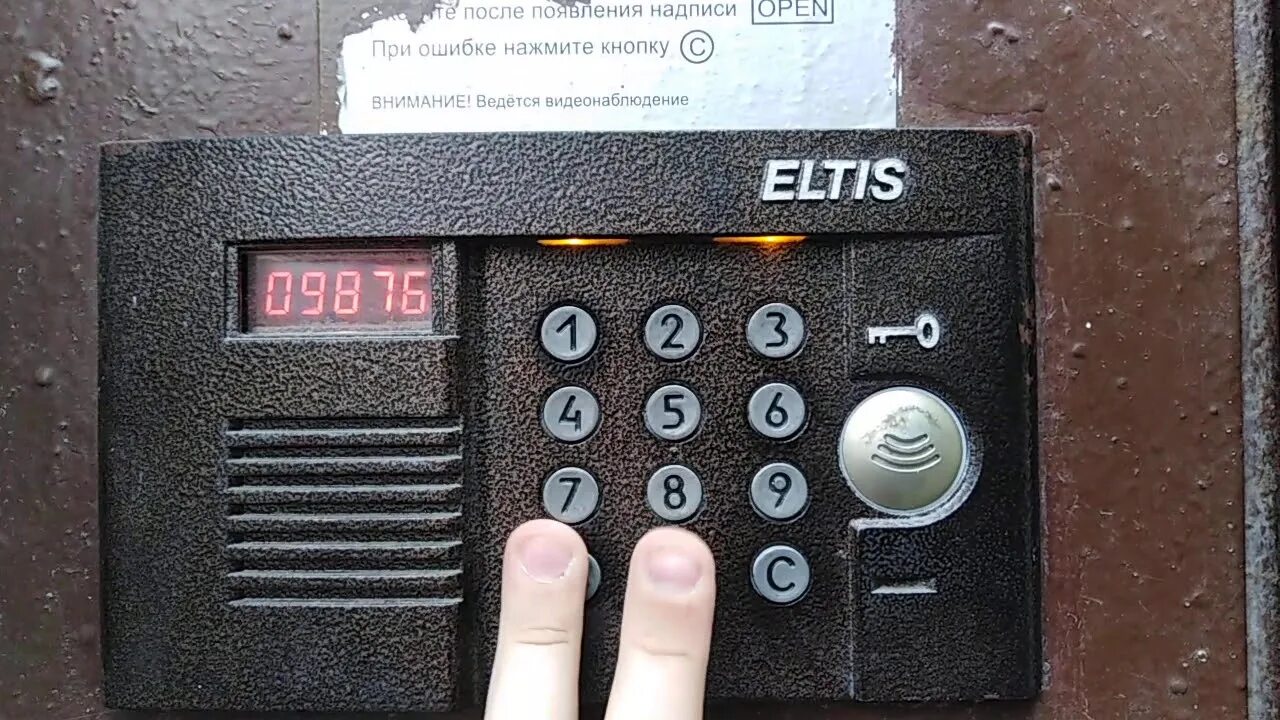 после появления надписи OPEN
При ошибке нажмите кнопку C
ВНИМАНИЕ! Ведётся видеонаблюдение
ELTIS
09876
1 2 3
4 5 6
7 8 9
C